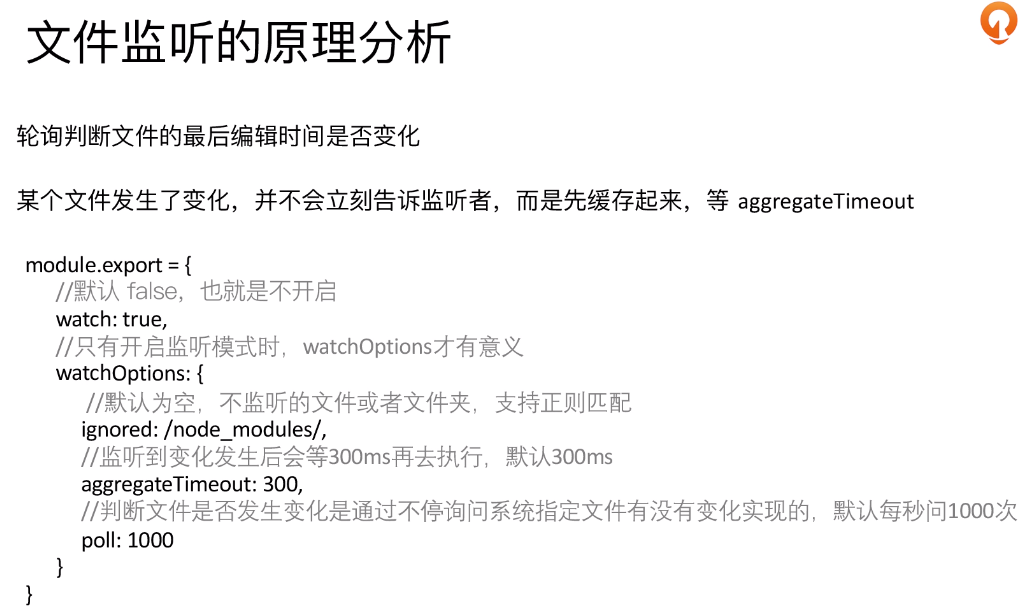 文件监听的原理分析
轮询判断文件的最后编辑时间是否变化
某个文件发生了变化，并不会立刻告诉监听者，而是先缓存起来，等 aggregateTimeout
module.export = {
//默认 false，也就是不开启
watch: true,
//只有开启监听模式时，watchOptions才有意义
watchOptions: {
//默认为空，不监听的文件或者文件夹，支持正则匹配
ignored: /node_modules/,
//监听到变化发生后会等300ms再去执行，默认300ms
aggregateTimeout: 300,
//判断文件是否发生变化是通过不停询问系统指定文件有没有变化实现的，默认每秒问1000次
poll: 1000
}
}